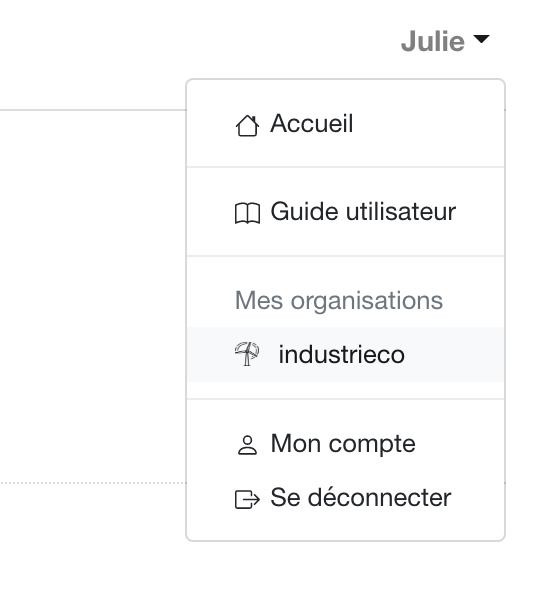 Julie
Accueil
Guide utilisateur
Mes organisations
industrieco
Mon compte
Se déconnecter